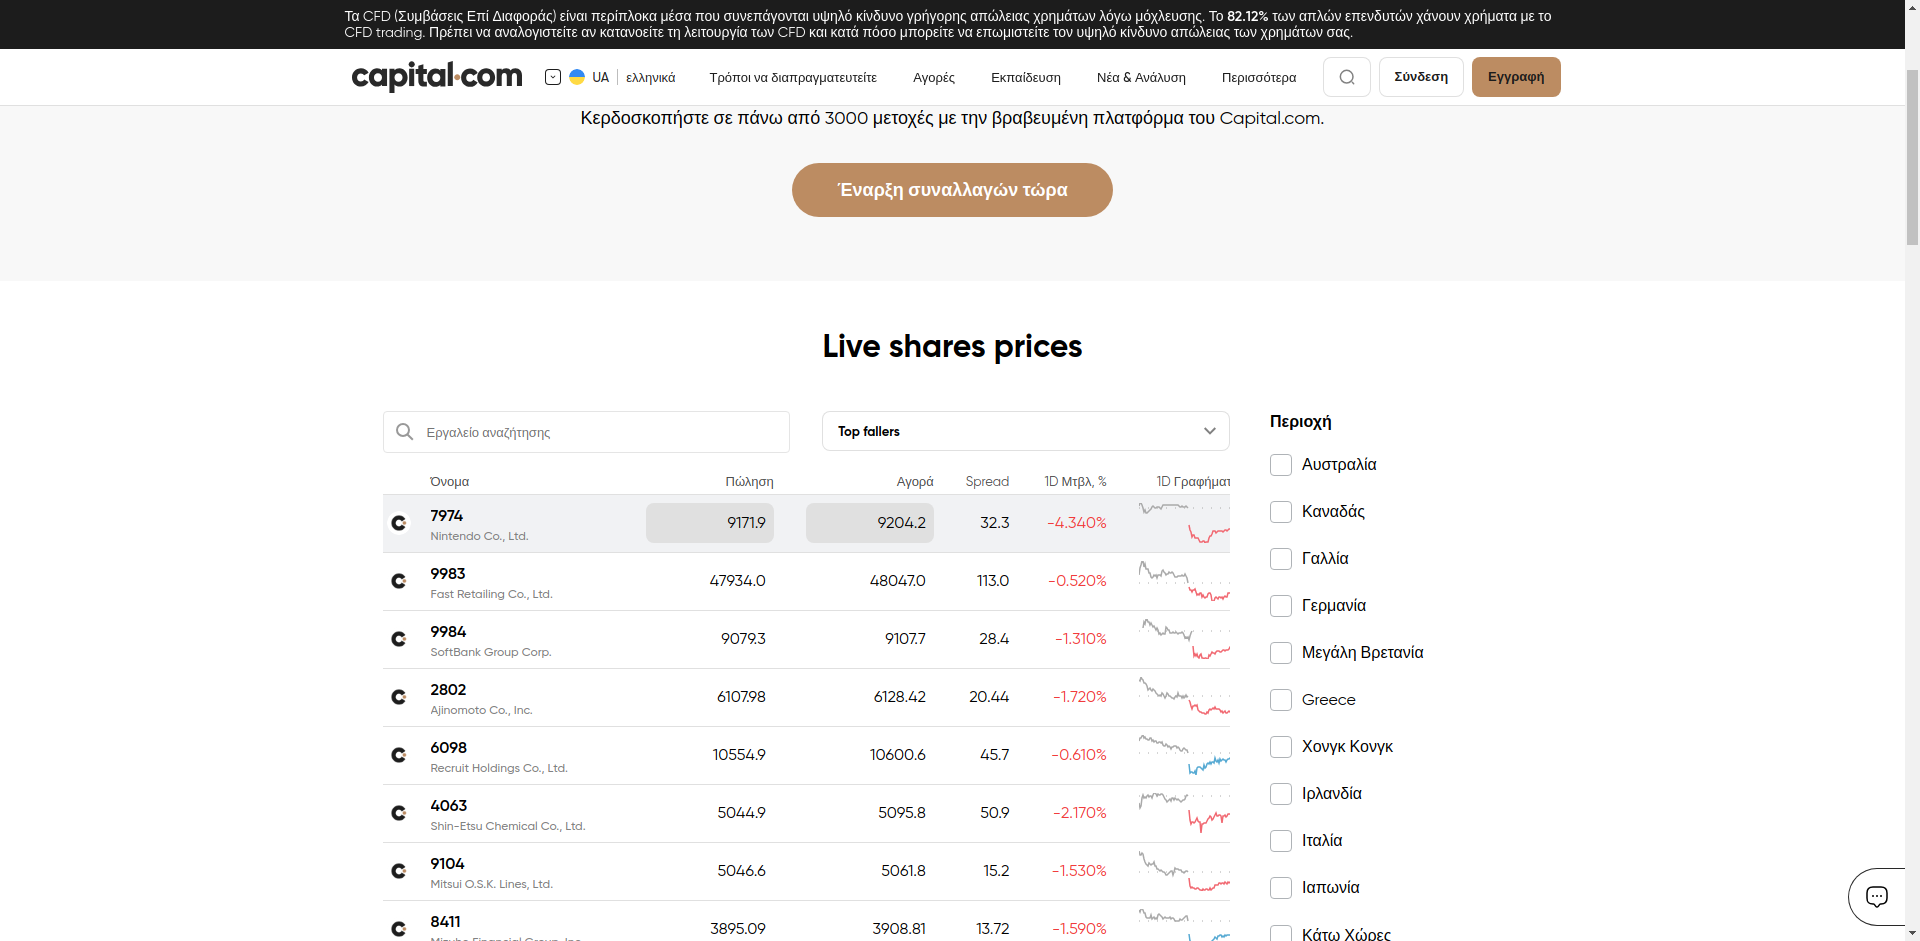 Τα CFD (Συμβάσεις Επί Διαφοράς) είναι περίπλοκα μέσα που συνεπάγονται υψηλό κίνδυνο γρήγορης απώλειας χρημάτων λόγω μόχλευσης. Το 82.12% των απλών επενδυτών χάνουν χρήματα με το
CFD trading. Πρέπει να αναλογιστείτε αν κατανοείτε τη λειτουργία των CFD και κατά πόσο μπορείτε να επωμιστείτε τον υψηλό κίνδυνο απώλειας των χρημάτων σας.
capital.com UA ελληνικά Τρόποι να διαπραγματευτείτε Αγορές Εκπαίδευση Νέα & Ανάλυση Περισσότερα Σύνδεση Εγγραφή
Κερδοσκοπήστε σε πάνω από 3000 μετοχές με την βραβευμένη πλατφόρμα του Capital.com.
Έναρξη συναλλαγών τώρα
Live shares prices
Εργαλείο αναζήτησης
Top fallers
Όνομα Πώληση Αγορά Spread 1D Μτβλ, % 1D Γραφήματ
7974 9171.9 9204.2 32.3 -4.340%
Nintendo Co., Ltd.
9983 47934.0 48047.0 113.0 -0.520%
Fast Retailing Co., Ltd.
9984 9079.3 9107.7 28.4 -1.310%
SoftBank Group Corp.
2802 6107.98 6128.42 20.44 -1.720%
Ajinomoto Co., Inc.
6098 10554.9 10600.6 45.7 -0.610%
Recruit Holdings Co., Ltd.
4063 5044.9 5095.8 50.9 -2.170%
Shin-Etsu Chemical Co., Ltd.
9104 5046.6 5061.8 15.2 -1.530%
Mitsui O.S.K. Lines, Ltd.
8411 3895.09 3908.81 13.72 -1.590%
Mizuho Financial Group, Inc.
Περιοχή
Αυστραλία
Καναδάς
Γαλλία
Γερμανία
Μεγάλη Βρετανία
Greece
Χονγκ Κονγκ
Ιρλανδία
Ιταλία
Ιαπωνία
Κάτω Χώρες